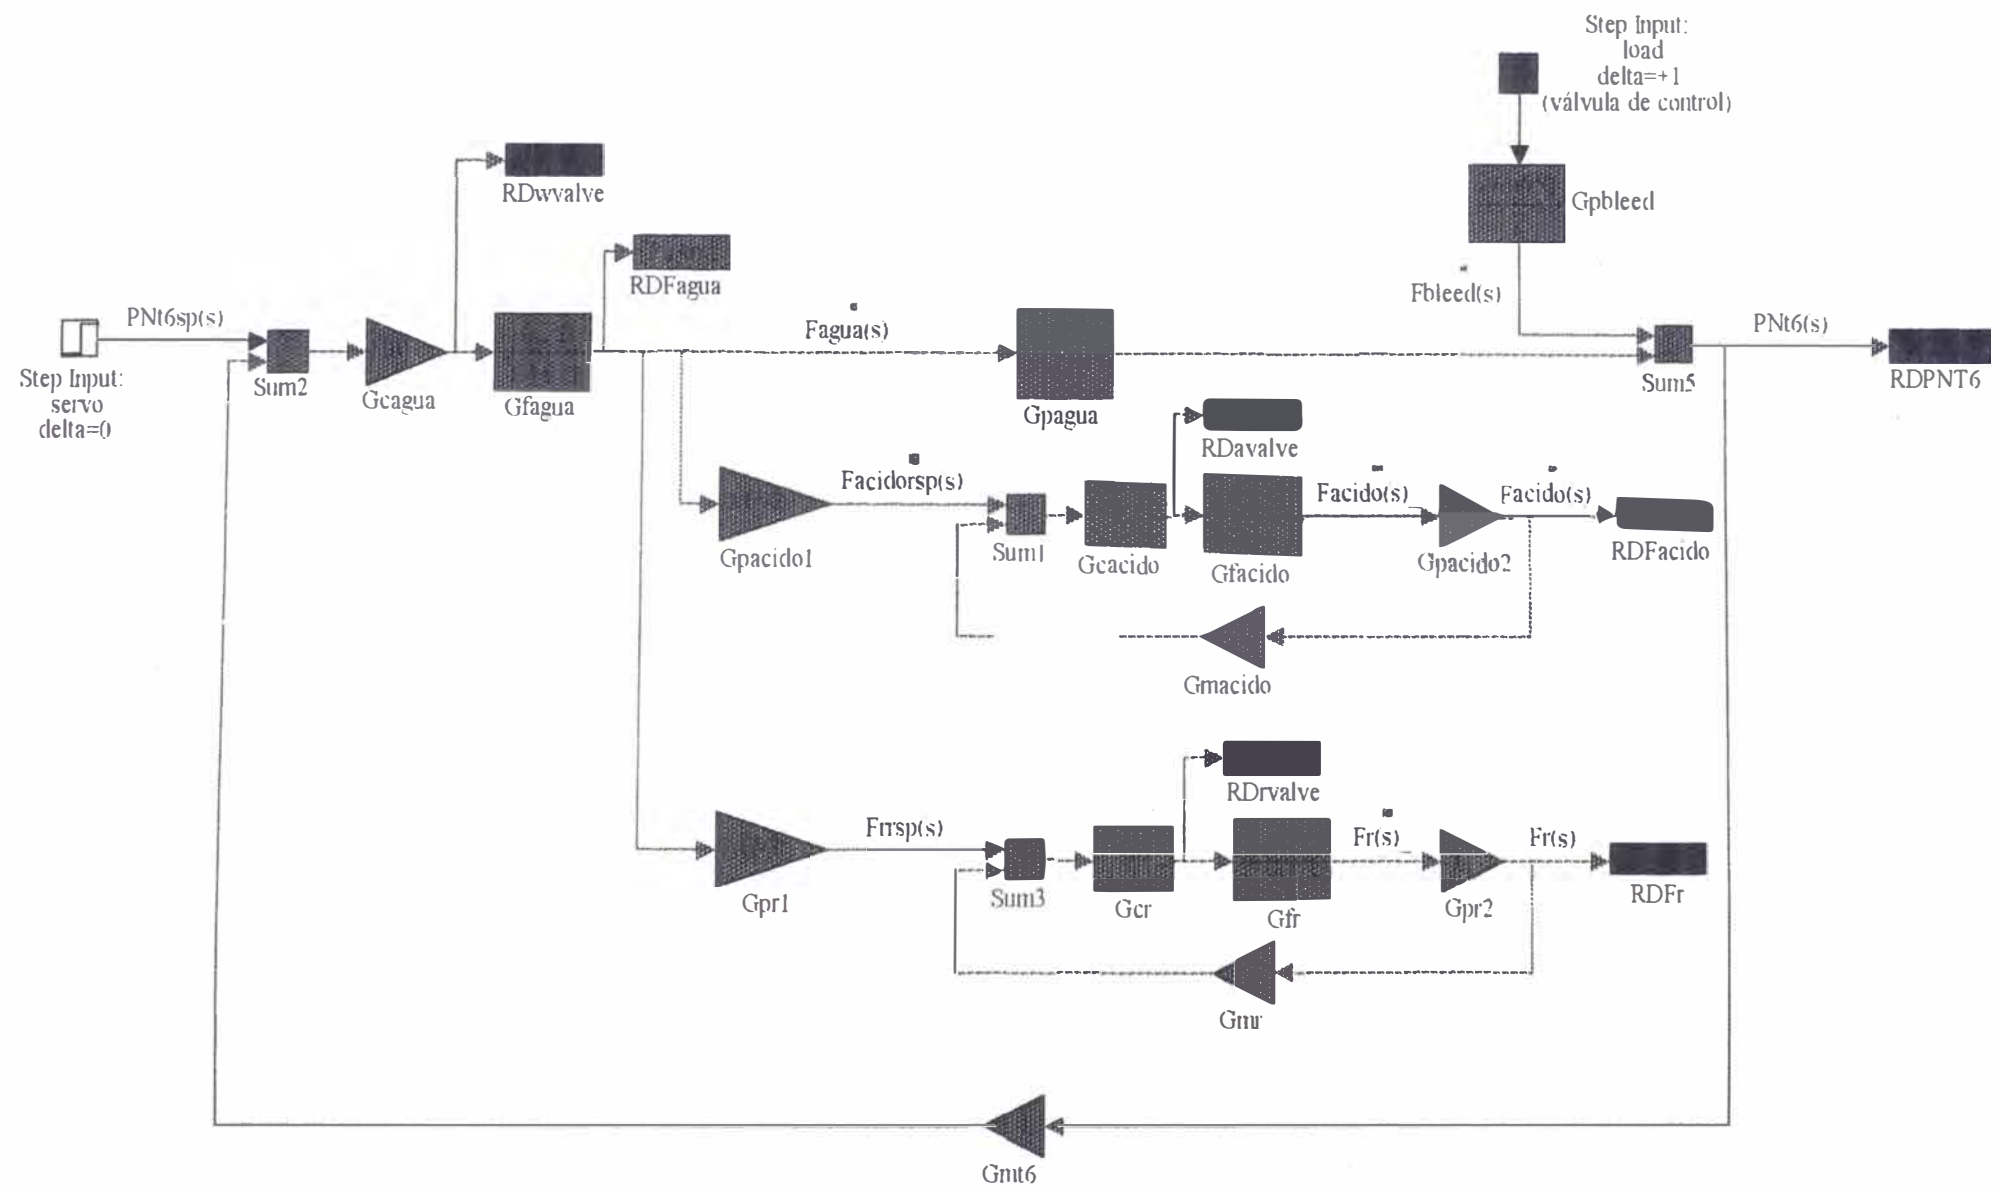 Step Input:
load
delta=+1
(válvula de control)
RDwvalve
Gpbleed
RDFagua
Fbleed(s)
PNt6sp(s)
Fagua(s)
PNt6(s)
Step Input:
servo
delta=0
Sum2
Gcagua
Gfagua
Gpagua
Sum5
RDPNT6
RDavalve
Facidorsp(s)
Facido(s)
Facido(s)
Gpacido1
Sum1
Gcacido
Gfacido
Gpacido2
RDFacido
Gmacido
RDrvalve
Frrsp(s)
Fr(s)
Fr(s)
Gpr1
Sum3
Gcr
Gfr
Gpr2
RDFr
Gmr
Gmt6